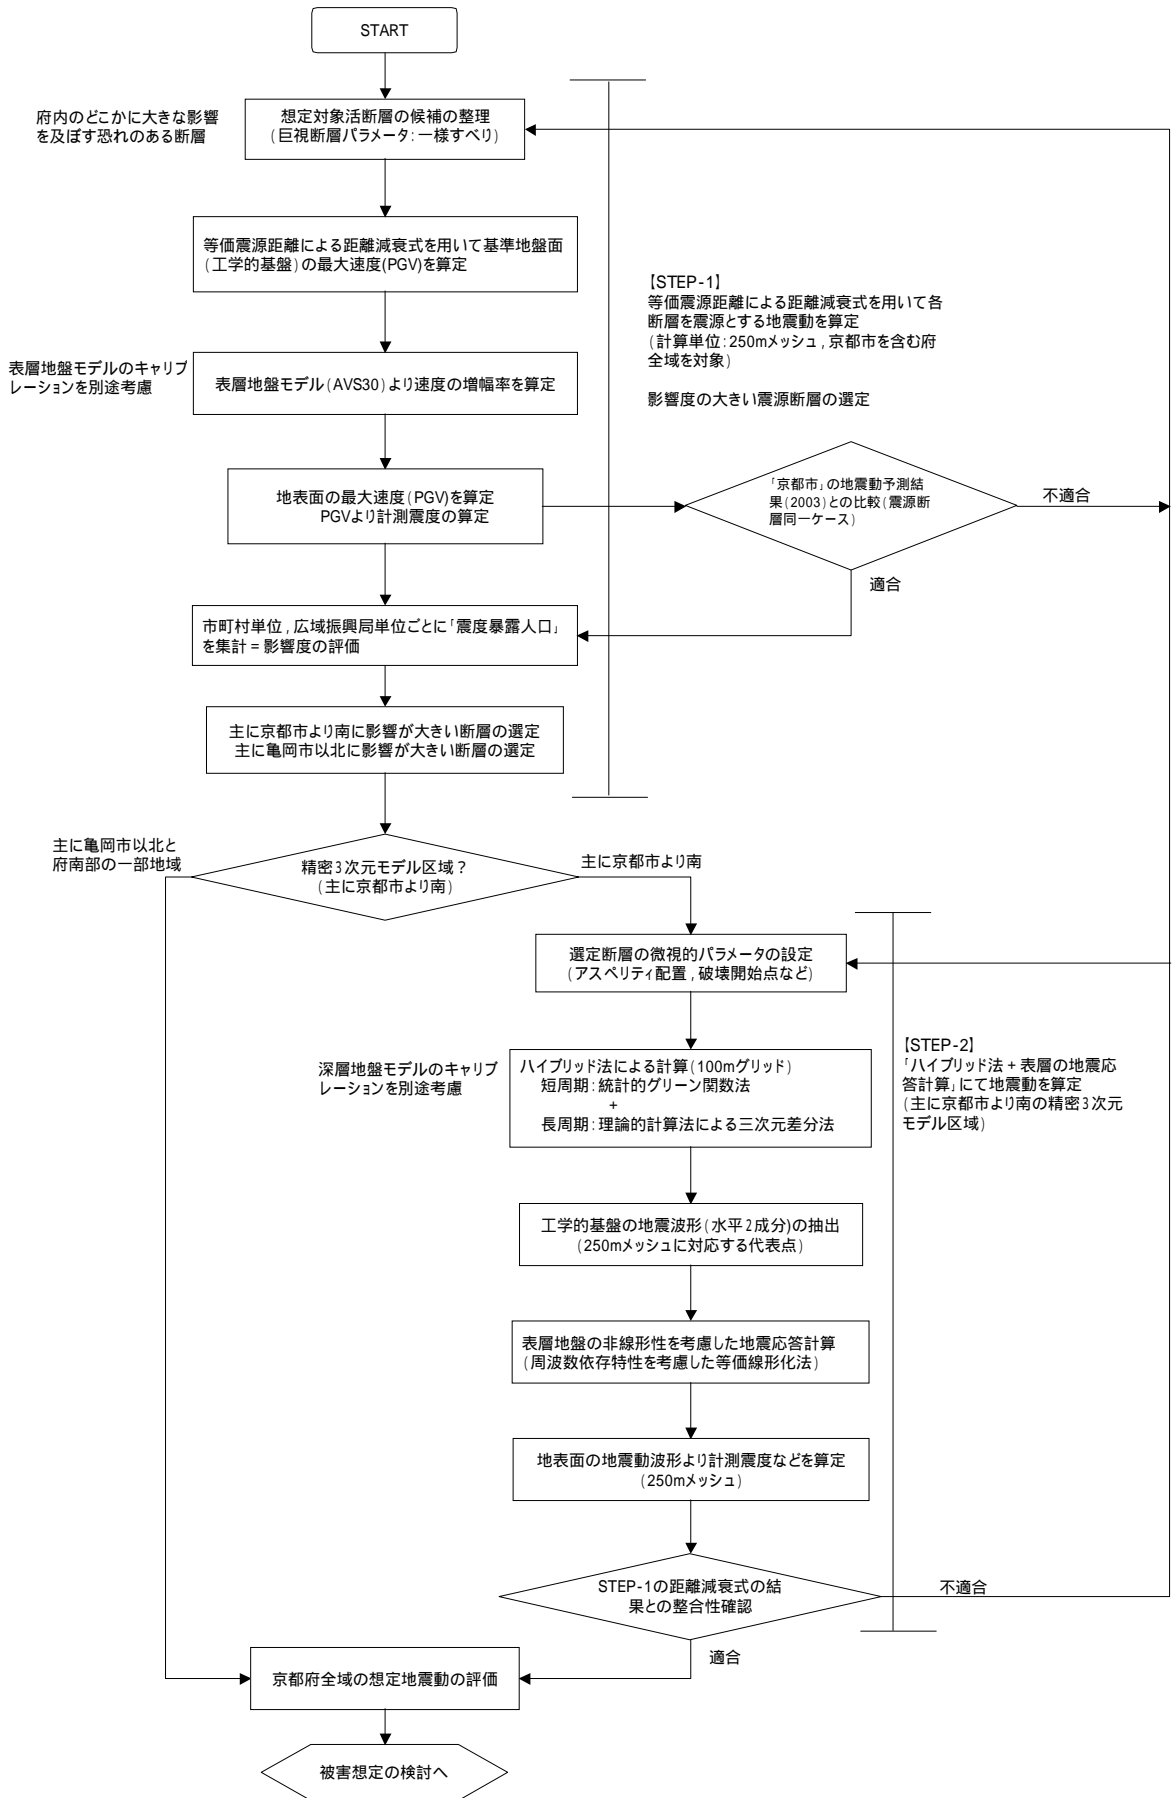 START
府内のどこかに大きな影響
を及ぼす恐れのある断層
想定対象活断層の候補の整理
(巨視断層パラメータ:一様すべり)
等価震源距離による距離減衰式を用いて基準地盤面
(工学的基盤)の最大速度(PGV)を算定
【STEP-1】
等価震源距離による距離減衰式を用いて各
断層を震源とする地震動を算定
(計算単位:250mメッシュ,京都市を含む府
全域を対象)
影響度の大きい震源断層の選定
表層地盤モデルのキャリブ
レーションを別途考慮
表層地盤モデル(AVS30)より速度の増幅率を算定
地表面の最大速度(PGV)を算定
PGVより計測震度の算定
「京都市」の地震動予測結
果(2003)との比較(震源断
層同一ケース)
不適合
適合
市町村単位,広域振興局単位ごとに「震度暴露人口」
を集計=影響度の評価
主に京都市より南に影響が大きい断層の選定
主に亀岡市以北に影響が大きい断層の選定
主に亀岡市以北と
府南部の一部地域
精密3次元モデル区域?
(主に京都市より南)
主に京都市より南
選定断層の微視的パラメータの設定
(アスペリティ配置,破壊開始点など)
深層地盤モデルのキャリブ
レーションを別途考慮
ハイブリッド法による計算(100mグリッド)
短周期:統計的グリーン関数法
+
長周期:理論的計算法による三次元差分法
【STEP-2】
「ハイブリッド法+表層の地震応
答計算」にて地震動を算定
(主に京都市より南の精密3次元
モデル区域)
工学的基盤の地震波形(水平2成分)の抽出
(250mメッシュに対応する代表点)
表層地盤の非線形性を考慮した地震応答計算
(周波数依存特性を考慮した等価線形化法)
地表面の地震動波形より計測震度などを算定
(250mメッシュ)
STEP-1の距離減衰式の結
果との整合性確認
不適合
適合
京都府全域の想定地震動の評価
被害想定の検討へ